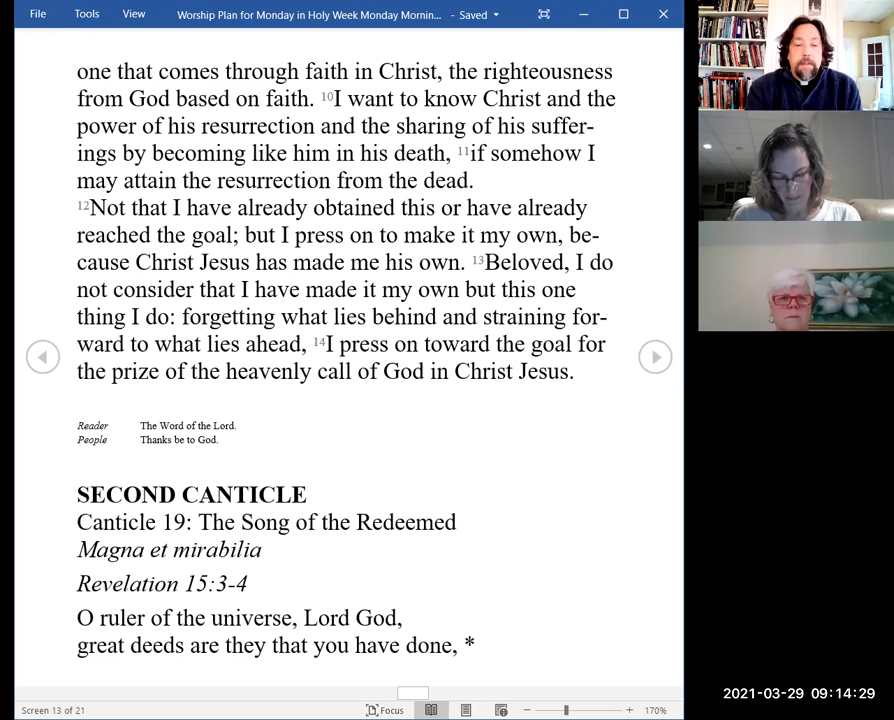 File Tools View Worship Plan for Monday in Holy Week Monday Mornin... - Saved
one that comes through faith in Christ, the righteousness
from God based on faith. 10I want to know Christ and the
power of his resurrection and the sharing of his suffer-
ings by becoming like him in his death, 11if somehow I
may attain the resurrection from the dead.
12Not that I have already obtained this or have already
reached the goal; but I press on to make it my own, be-
cause Christ Jesus has made me his own. 13Beloved, I do
not consider that I have made it my own but this one
thing I do: forgetting what lies behind and straining for-
ward to what lies ahead, 14I press on toward the goal for
the prize of the heavenly call of God in Christ Jesus.
Reader The Word of the Lord.
People Thanks be to God.
SECOND CANTICLE
Canticle 19: The Song of the Redeemed
Magna et mirabilia
Revelation 15:3-4
O ruler of the universe, Lord God,
great deeds are they that you have done, *
Screen 13 of 21 Focus 170%
2021-03-29 09:14:29